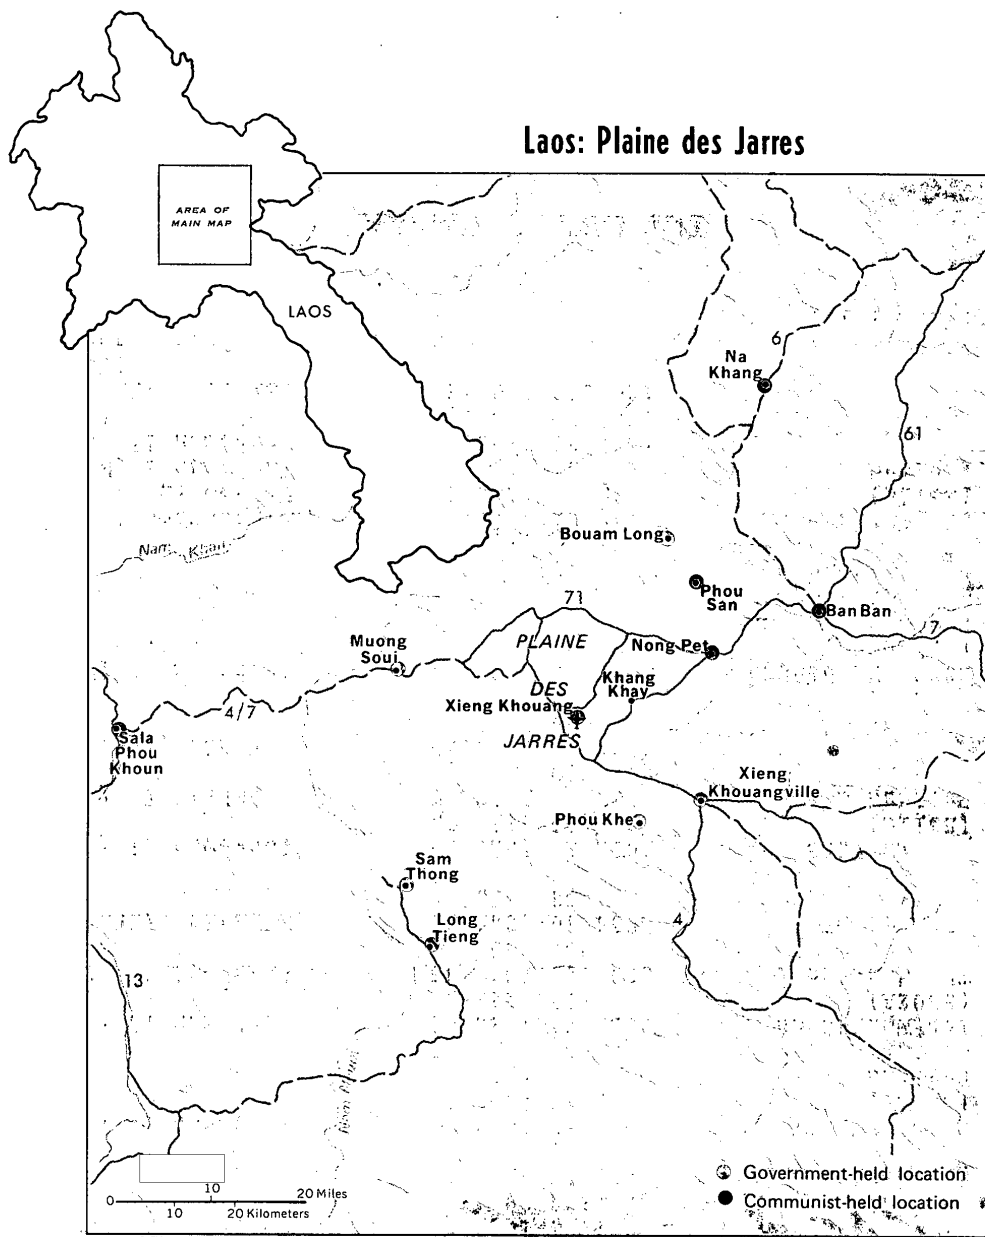 Laos: Plaine des Jarres
AREA OF
MAIN MAP
LAOS
6
Na
Khang
61
Nam Khan
Bouam Long
Phou
San
71
Ban Ban
PLAINE
7
Muong
Soui
Nong Pet
Khang
Khay
DES
Xieng Khouang
4/7
JARRES
Sala
Phou
Khoun
Xieng
Khouangville
Phou Khe
Sam
Thong
Long
Tieng
4
13
Government-held location
Communist-held location
0 10 20 Miles
10 20 Kilometers